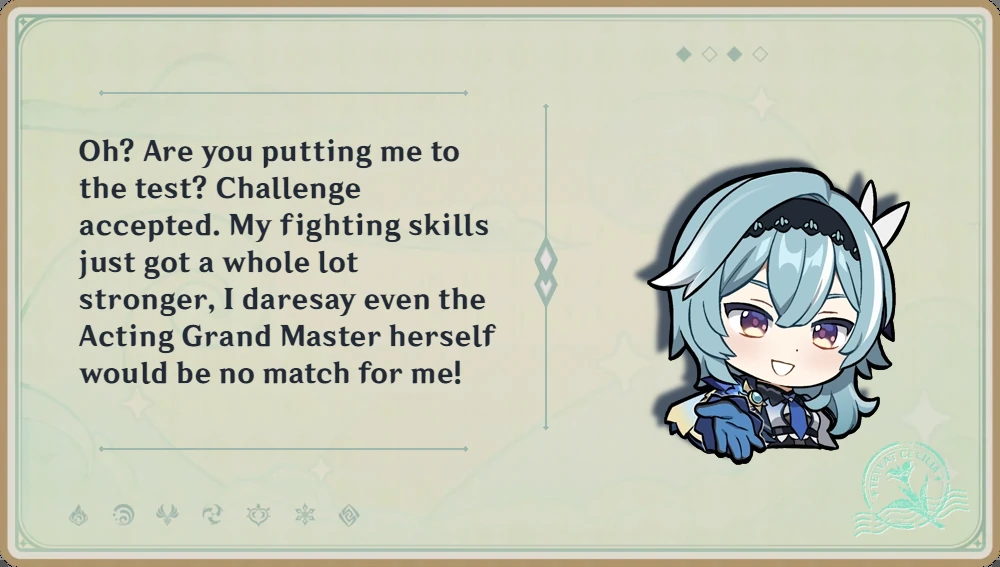 Oh? Are you putting me to
the test? Challenge
accepted. My fighting skills
just got a whole lot
stronger, I daresay even the
Acting Grand Master herself
would be no match for me!